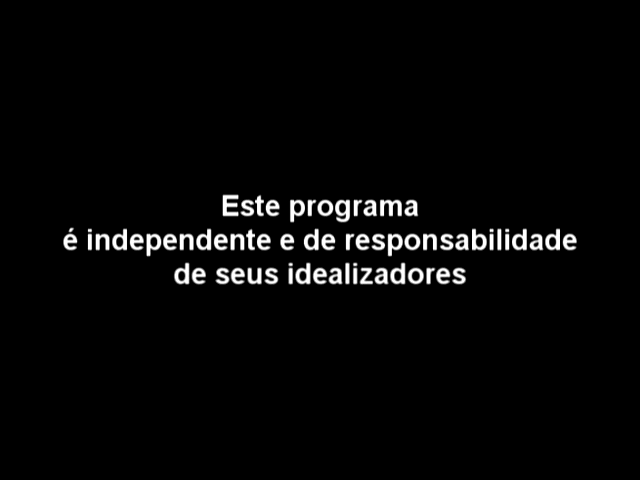 Este programa
é independente e de responsabilidade
de seus idealizadores